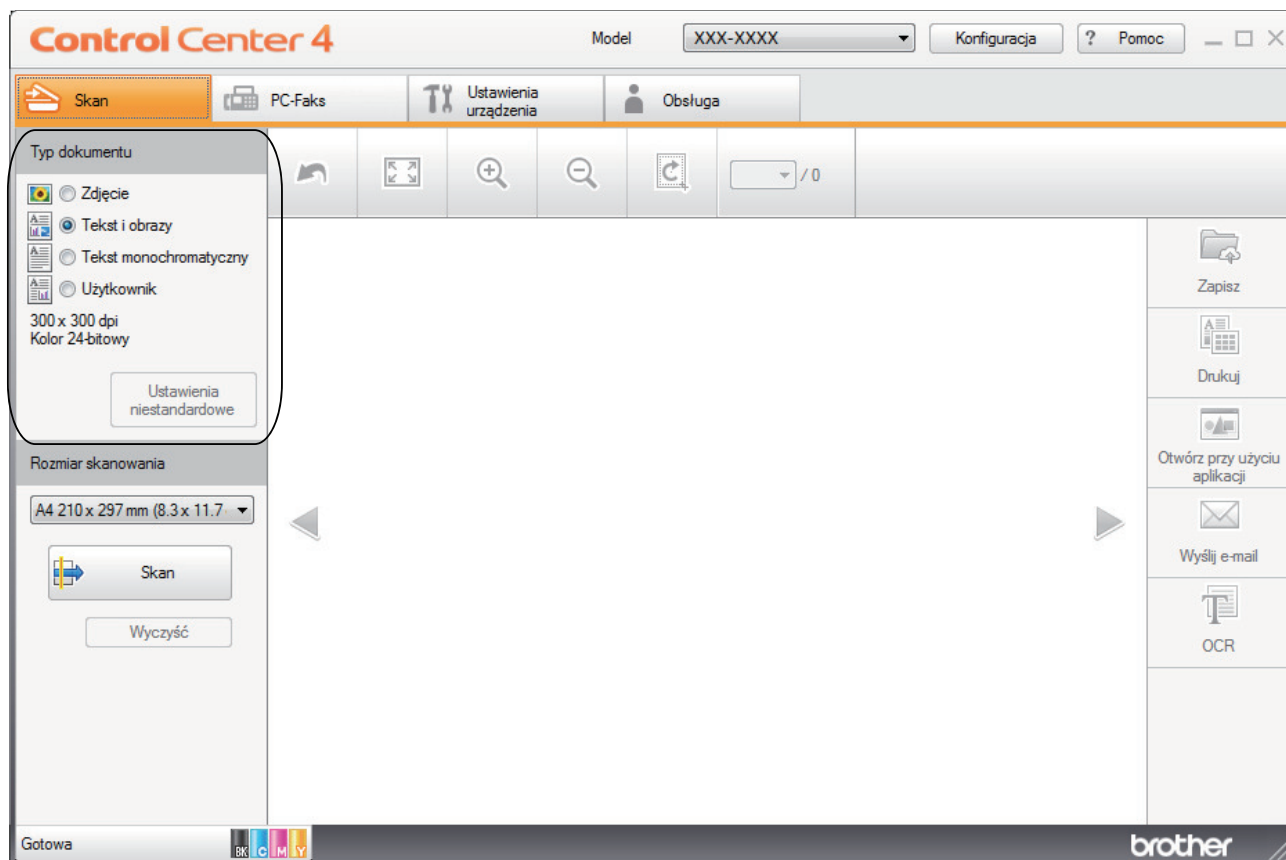 Control Center 4
Model
XXX-XXXX
Konfiguracja
? Pomoc
Skan
PC-Faks
Ustawienia
urządzenia
Obsługa
Typ dokumentu
Zdjęcie
Tekst i obrazy
Tekst monochromatyczny
Użytkownik
300 x 300 dpi
Kolor 24-bitowy
Ustawienia
niestandardowe
/ 0
Rozmiar skanowania
A4 210 x 297 mm (8.3 x 11.7
Skan
Wyczyść
Zapisz
Drukuj
Otwórz przy użyciu
aplikacji
Wyślij e-mail
OCR
Gotowa
BK C M Y
brother